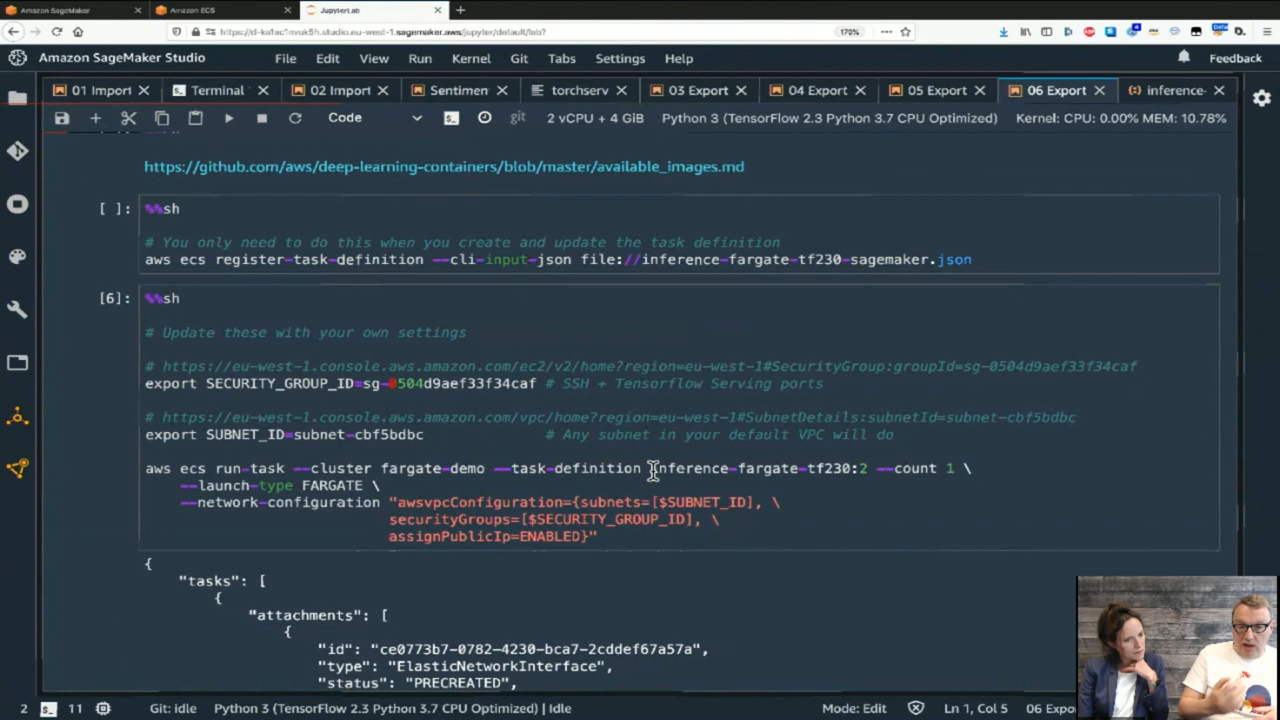 Amazon SageMaker
Amazon ECS
JupyterLab
.studio.eu-west-1.sagemaker.aws/jupyter/default/lab?
170%
Amazon SageMaker Studio
File Edit View Run Kernel Git Tabs Settings Help
Feedback
01 Import
Terminal
02 Import
Sentimen
torchserv
03 Export
04 Export
05 Export
06 Export
inference-
Code
git
2 vCPU + 4 GiB
Python 3 (TensorFlow 2.3 Python 3.7 CPU Optimized)
Kernel: CPU: 0.00% MEM: 10.78%
https://github.com/aws/deep-learning-containers/blob/master/available_images.md
[ ]: %%sh
# You only need to do this when you create and update the task definition
aws ecs register-task-definition --cli-input-json file://inference-fargate-tf230-sagemaker.json
[6]: %%sh
# Update these with your own settings
# https://eu-west-1.console.aws.amazon.com/ec2/v2/home?region=eu-west-1#SecurityGroup:groupId=sg-0504d9aef33f34caf
export SECURITY_GROUP_ID=sg-0504d9aef33f34caf # SSH + Tensorflow Serving ports
# https://eu-west-1.console.aws.amazon.com/vpc/home?region=eu-west-1#SubnetDetails:subnetId=subnet-cbf5bdbc
export SUBNET_ID=subnet-cbf5bdbc # Any subnet in your default VPC will do
aws ecs run-task --cluster fargate-demo --task-definition inference-fargate-tf230:2 --count 1 \
--launch-type FARGATE \
--network-configuration "awsvpcConfiguration={subnets=[$SUBNET_ID], \
securityGroups=[$SECURITY_GROUP_ID], \
assignPublicIp=ENABLED}"
{
"tasks": [
{
"attachments": [
{
"id": "ce0773b7-0782-4230-bca7-2cddef67a57a",
"type": "ElasticNetworkInterface",
"status": "PRECREATED",
2
11
Git: idle
Python 3 (TensorFlow 2.3 Python 3.7 CPU Optimized) | Idle
Mode: Edit
Ln 1, Col 5
06 Expo